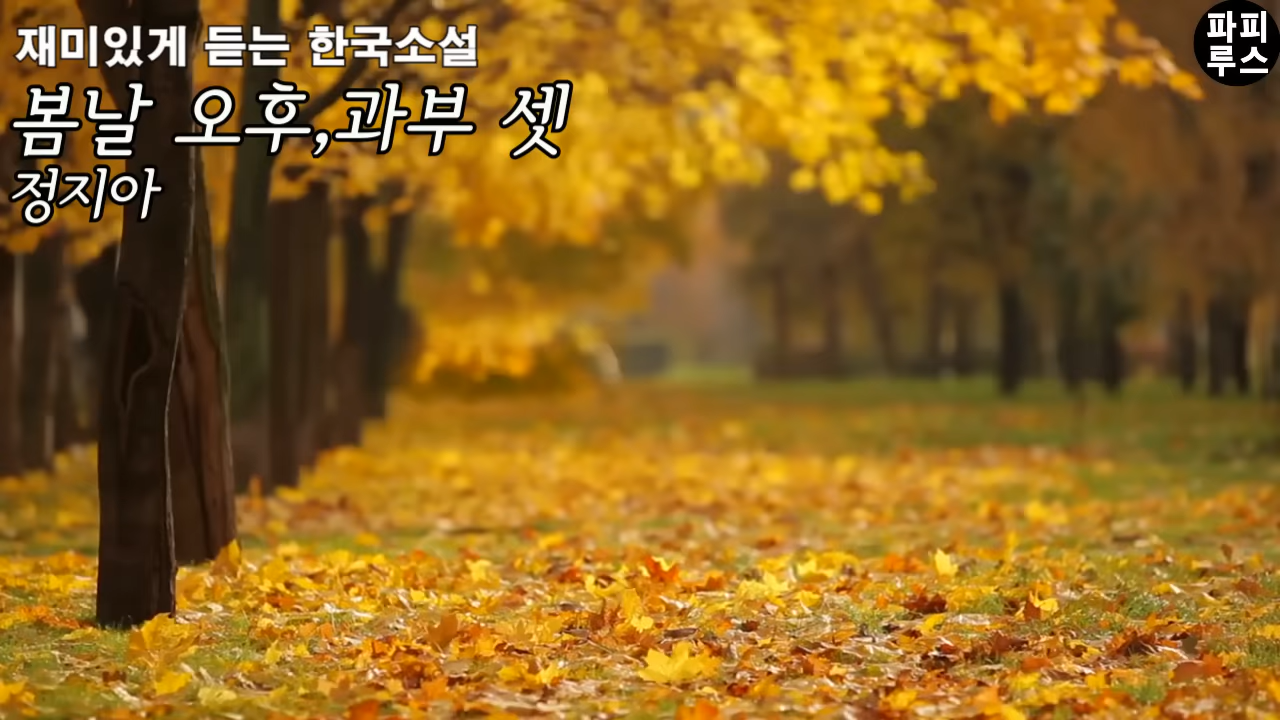 재미있게 듣는 한국소설
봄날 오후,과부 셋
정지아
파피
루스